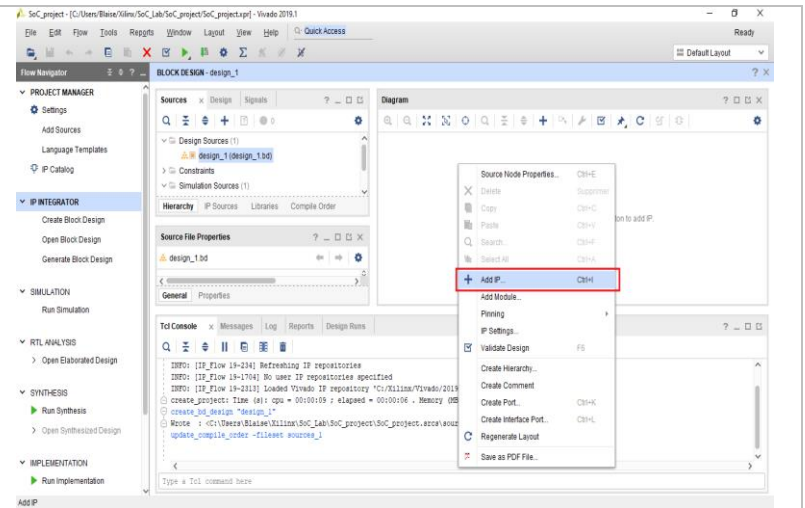 SoC_project - [C:/Users/Blaise/Xilinx/SoC_Lab/SoC_project/SoC_project.xpr] - Vivado 2019.1
File Edit Flow Tools Reports Window Layout View Help Quick Access
Ready
Default Layout
Flow Navigator
BLOCK DESIGN - design_1
PROJECT MANAGER
Settings
Add Sources
Language Templates
IP Catalog
IP INTEGRATOR
Create Block Design
Open Block Design
Generate Block Design
SIMULATION
Run Simulation
RTL ANALYSIS
Open Elaborated Design
SYNTHESIS
Run Synthesis
Open Synthesized Design
IMPLEMENTATION
Run Implementation
Sources Design Signals
Design Sources (1)
design_1 (design_1.bd)
Constraints
Simulation Sources (1)
Hierarchy IP Sources Libraries Compile Order
Source File Properties
design_1.bd
General Properties
Diagram
ton to add IP.
Source Node Properties... Ctrl+E
Delete Supprimer
Copy Ctrl+C
Paste Ctrl+V
Search... Ctrl+F
Select All Ctrl+A
Add IP... Ctrl+I
Add Module...
Pinning
IP Settings...
Validate Design F6
Create Hierarchy...
Create Comment
Create Port... Ctrl+K
Create Interface Port... Ctrl+L
Regenerate Layout
Save as PDF File...
Tcl Console Messages Log Reports Design Runs
INFO: [IP_Flow 19-234] Refreshing IP repositories
INFO: [IP_Flow 19-1704] No user IP repositories specified
INFO: [IP_Flow 19-2313] Loaded Vivado IP repository 'C:/Xilinx/Vivado/2019
create_project: Time (s): cpu = 00:00:09 ; elapsed = 00:00:06 . Memory (MB
create_bd_design "design_1"
Wrote : <C:\Users\Blaise\Xilinx\SoC_Lab\SoC_project\SoC_project.srcs\sour
update_compile_order -fileset sources_1
Type a Tcl command here
Add IP